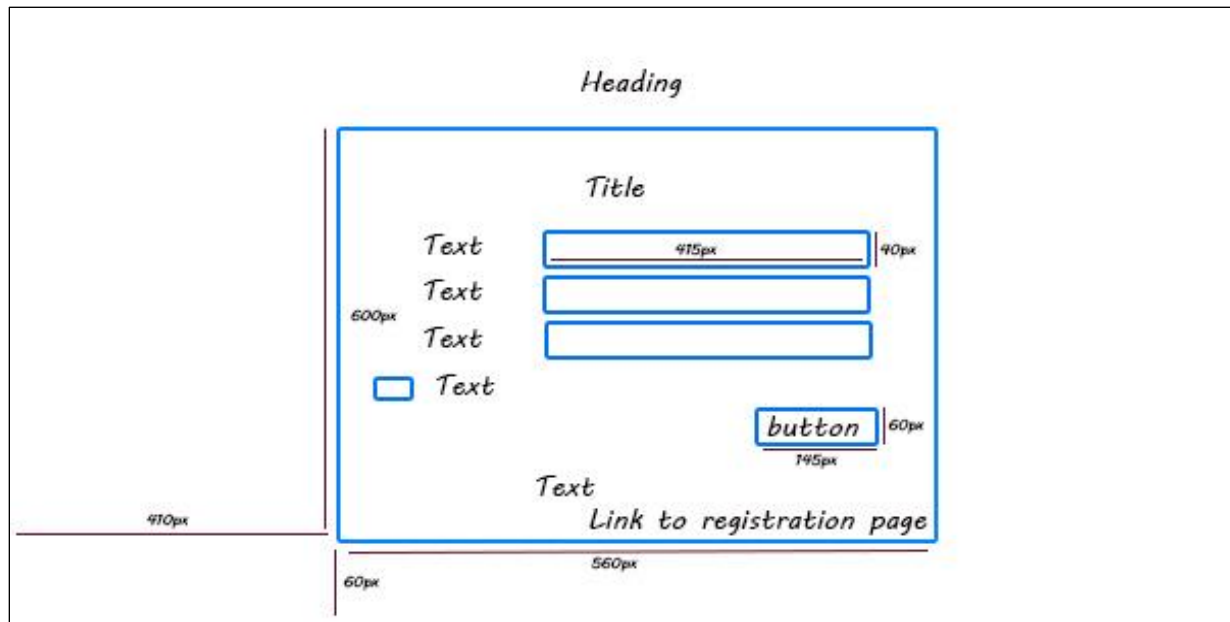 Heading
Title
Text 415px 40px
Text
600px
Text
Text
button 60px
145px
Text
410px Link to registration page
560px
60px